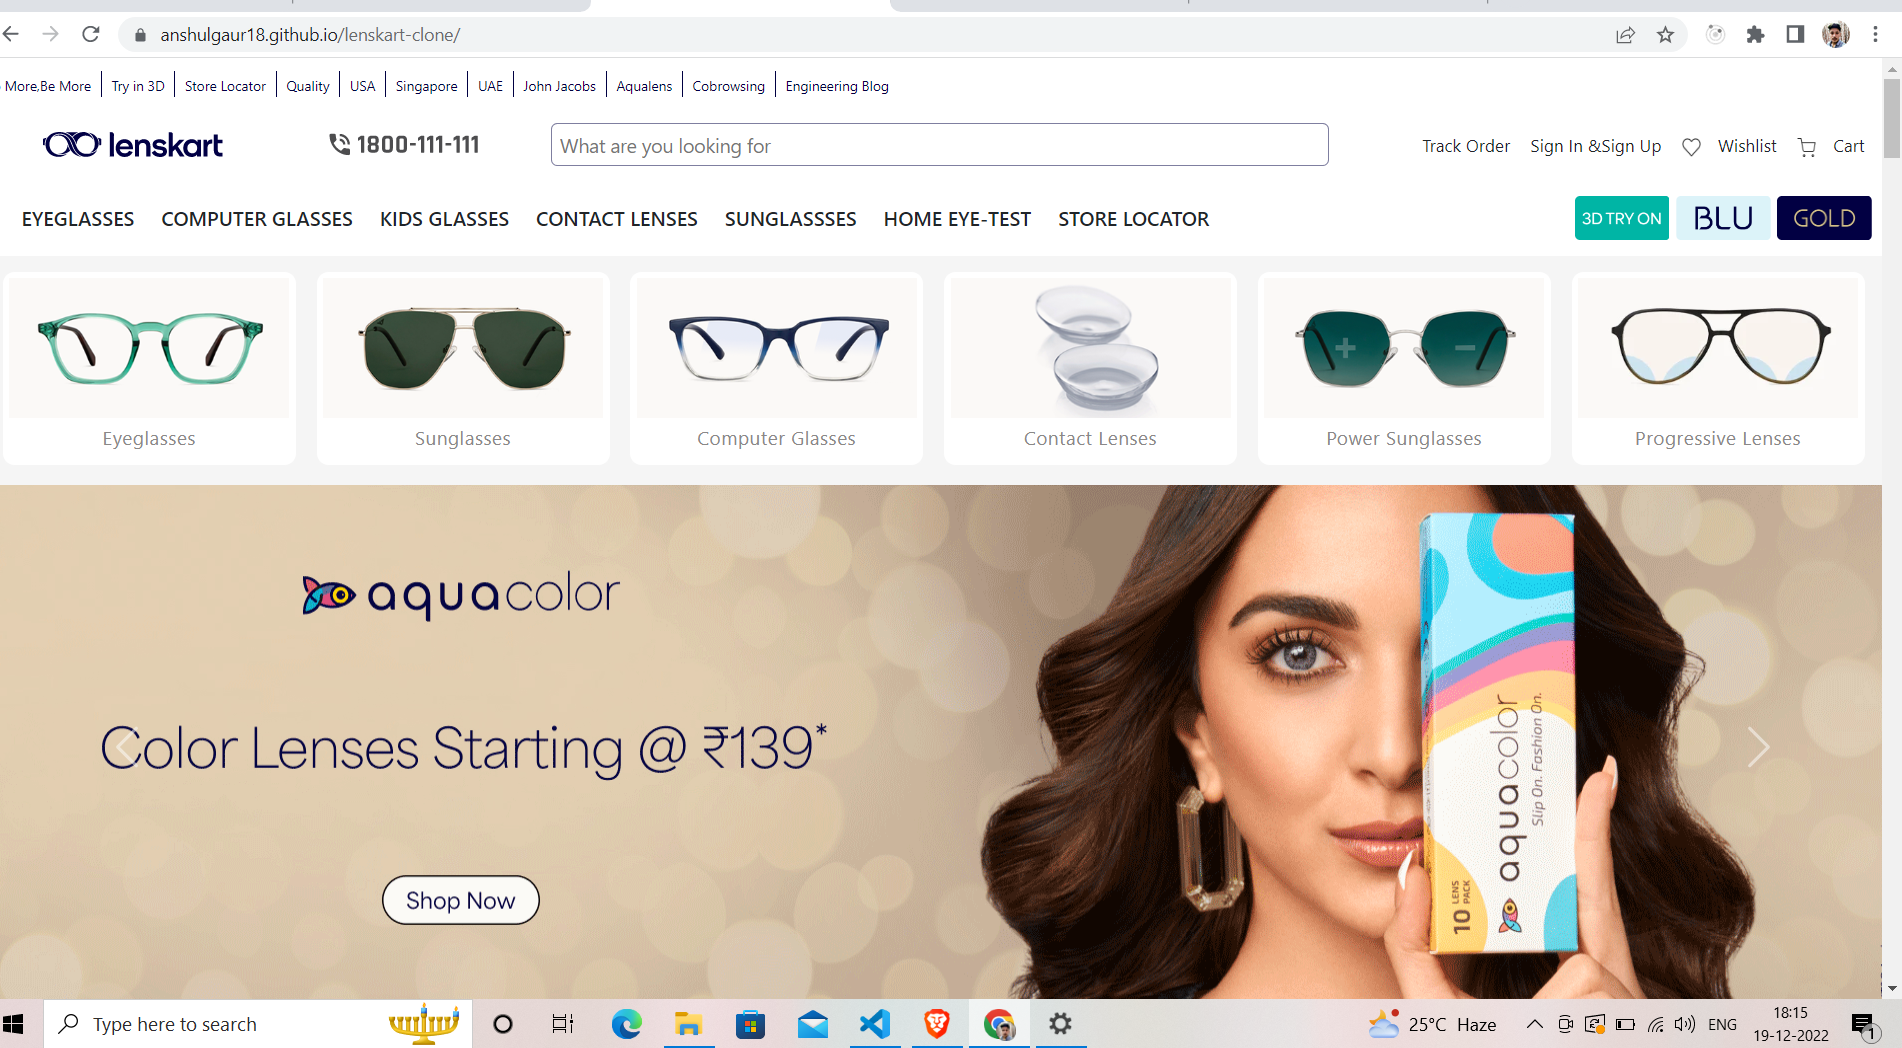 anshulgaur18.github.io/lenskart-clone/
More,Be More Try in 3D Store Locator Quality USA Singapore UAE John Jacobs Aqualens Cobrowsing Engineering Blog
lenskart 1800-111-111 What are you looking for Track Order Sign In &Sign Up Wishlist Cart
EYEGLASSES COMPUTER GLASSES KIDS GLASSES CONTACT LENSES SUNGLASSSES HOME EYE-TEST STORE LOCATOR 3D TRY ON BLU GOLD
Eyeglasses Sunglasses Computer Glasses Contact Lenses Power Sunglasses Progressive Lenses
aquacolor
Color Lenses Starting @ ₹139*
Shop Now
aquacolor
Slip On. Fashion On.
10 LENS PACK
Type here to search 25°C Haze ENG 18:15
19-12-2022 1